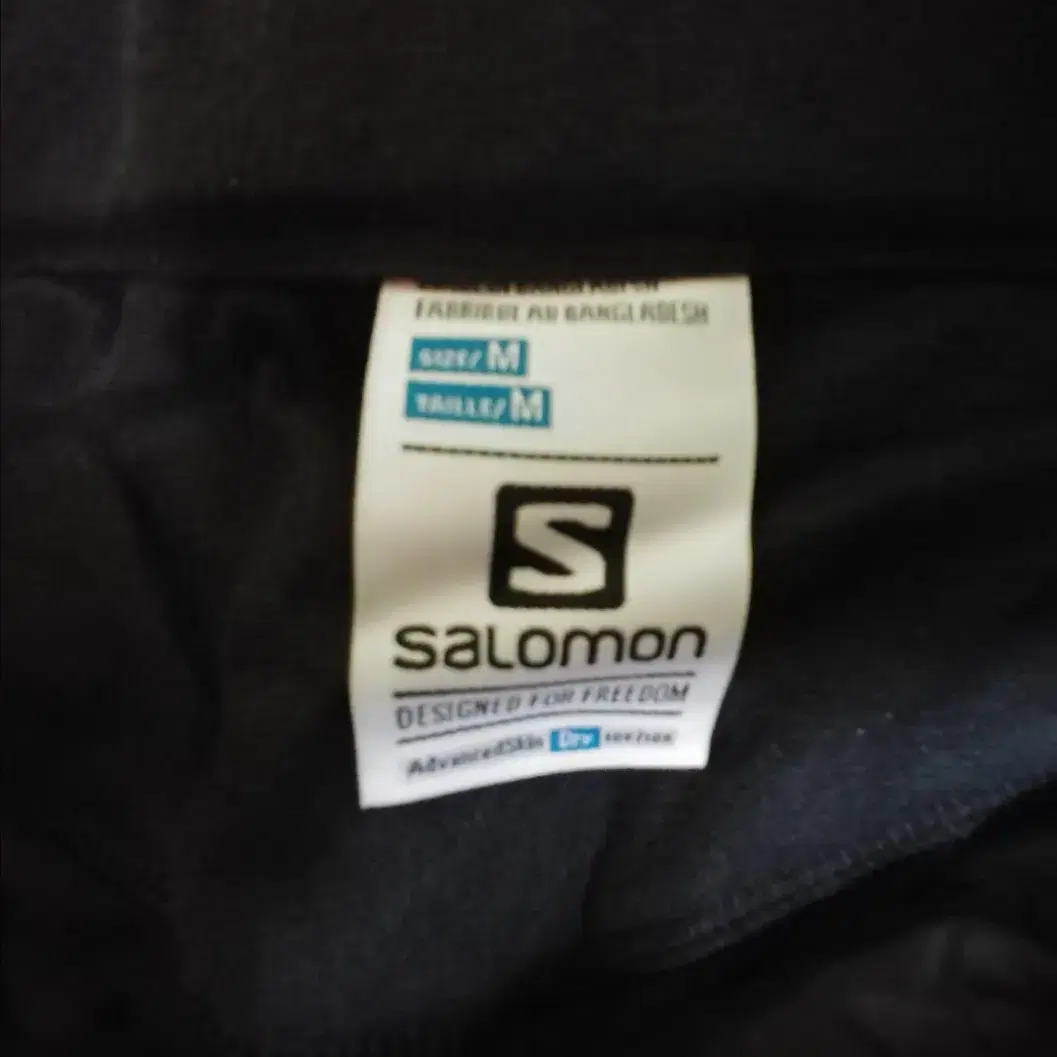 FABRIQUE AU BANGLADESH
SIZE/ M
TAILLE/ M
S
SALOMON
DESIGNED FOR FREEDOM
AdvancedSkin Dry